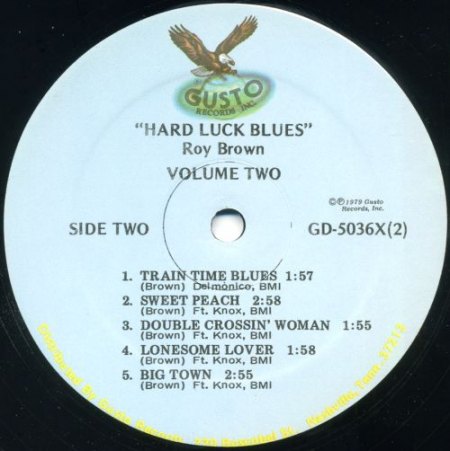 GUSTO
RECORDS INC.
"HARD LUCK BLUES"
Roy Brown
VOLUME TWO
©℗1979 Gusto
Records, Inc.
SIDE TWO
GD-5036X(2)
1. TRAIN TIME BLUES 1:57
(Brown) Delmonico, BMI
2. SWEET PEACH 2:58
(Brown) Ft. Knox, BMI
3. DOUBLE CROSSIN' WOMAN 1:55
(Brown) Ft. Knox, BMI
4. LONESOME LOVER 1:58
(Brown) Ft. Knox, BMI
5. BIG TOWN 2:55
(Brown) Ft. Knox, BMI
Distributed By Gusto Records, Nashville, Tenn. 37212